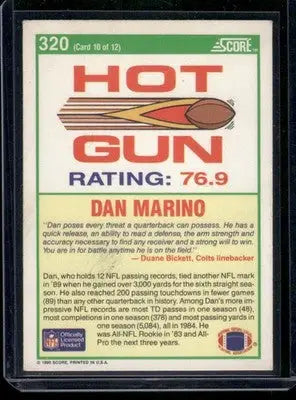 320 (Card 10 of 12) SCORE
HOT
GUN
RATING: 76.9
DAN MARINO
"Dan poses every threat a quarterback can possess. He has
a quick release, an ability to read a defense, the arm strength and
accuracy necessary to find any receiver and a strong will to win.
You are in for battle anytime he is on the field."
— Duane Bickett, Colts linebacker
Dan, who holds 12 NFL passing records, tied another NFL mark
in '89 when he gained over 3,000 yards for the sixth straight sea-
son. He also reached 200 passing touchdowns in fewer games
(89) than any other quarterback in history. Among Dan's more im-
pressive NFL records are most TD passes in one season (48),
most completions in one season (378) and most passing yards in
one season (5,084), all in 1984. He
was All-NFL Rookie in '83 and All-
Pro the next three years.
Officially
Licensed
Product
© 1990 SCORE, PRINTED IN U.S.A.